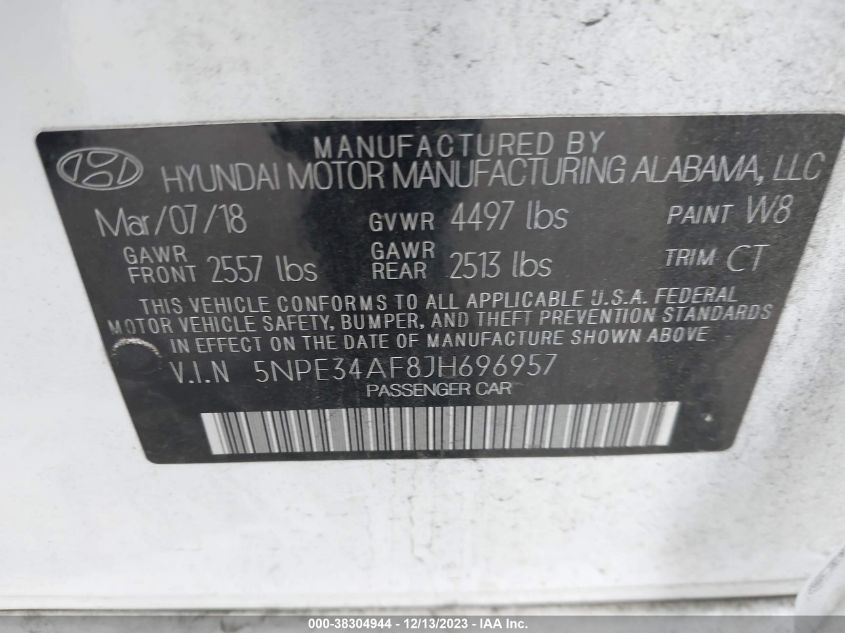 MANUFACTURED BY
HYUNDAI MOTOR MANUFACTURING ALABAMA, LLC
Mar/07/18 GVWR 4497 lbs PAINT W8
GAWR FRONT 2557 lbs GAWR REAR 2513 lbs TRIM CT
THIS VEHICLE CONFORMS TO ALL APPLICABLE U.S.A. FEDERAL
MOTOR VEHICLE SAFETY, BUMPER, AND THEFT PREVENTION STANDARDS
IN EFFECT ON THE DATE OF MANUFACTURE SHOWN ABOVE.
V.I.N 5NPE34AF8JH696957
PASSENGER CAR
000-38304944 - 12/13/2023 - IAA Inc.